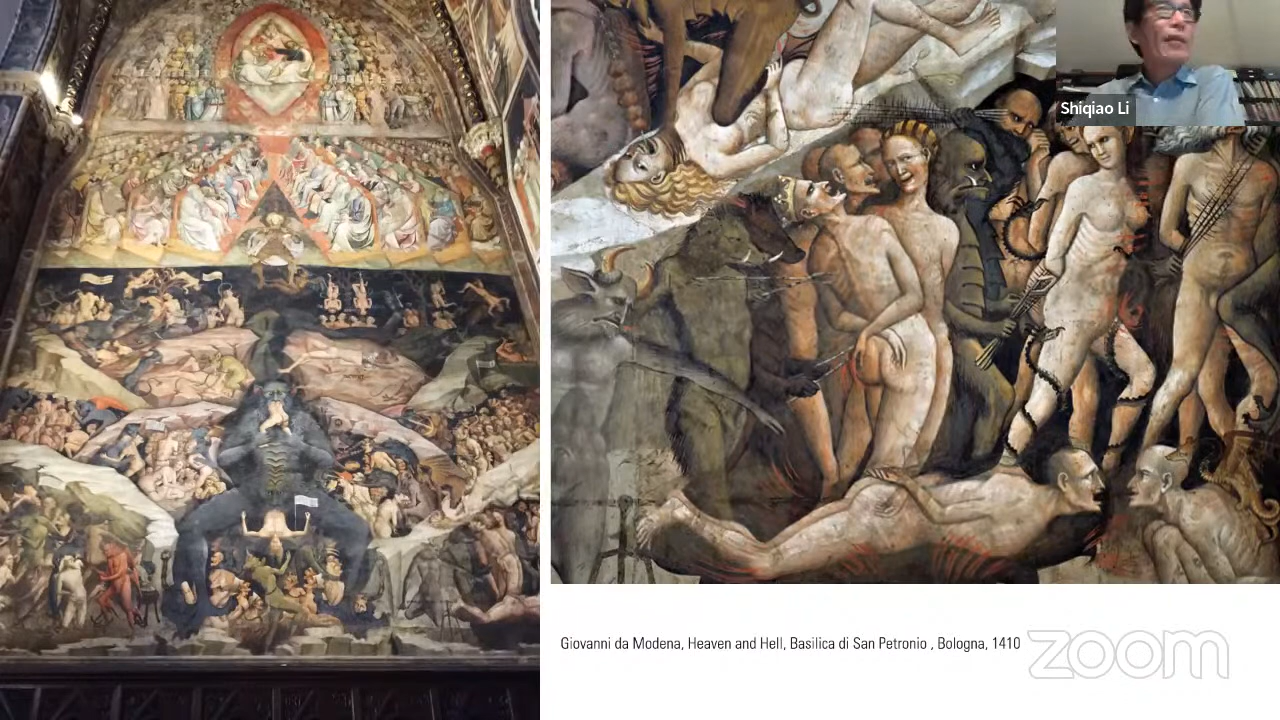 Shiqiao Li
Giovanni da Modena, Heaven and Hell, Basilica di San Petronio , Bologna, 1410
zoom